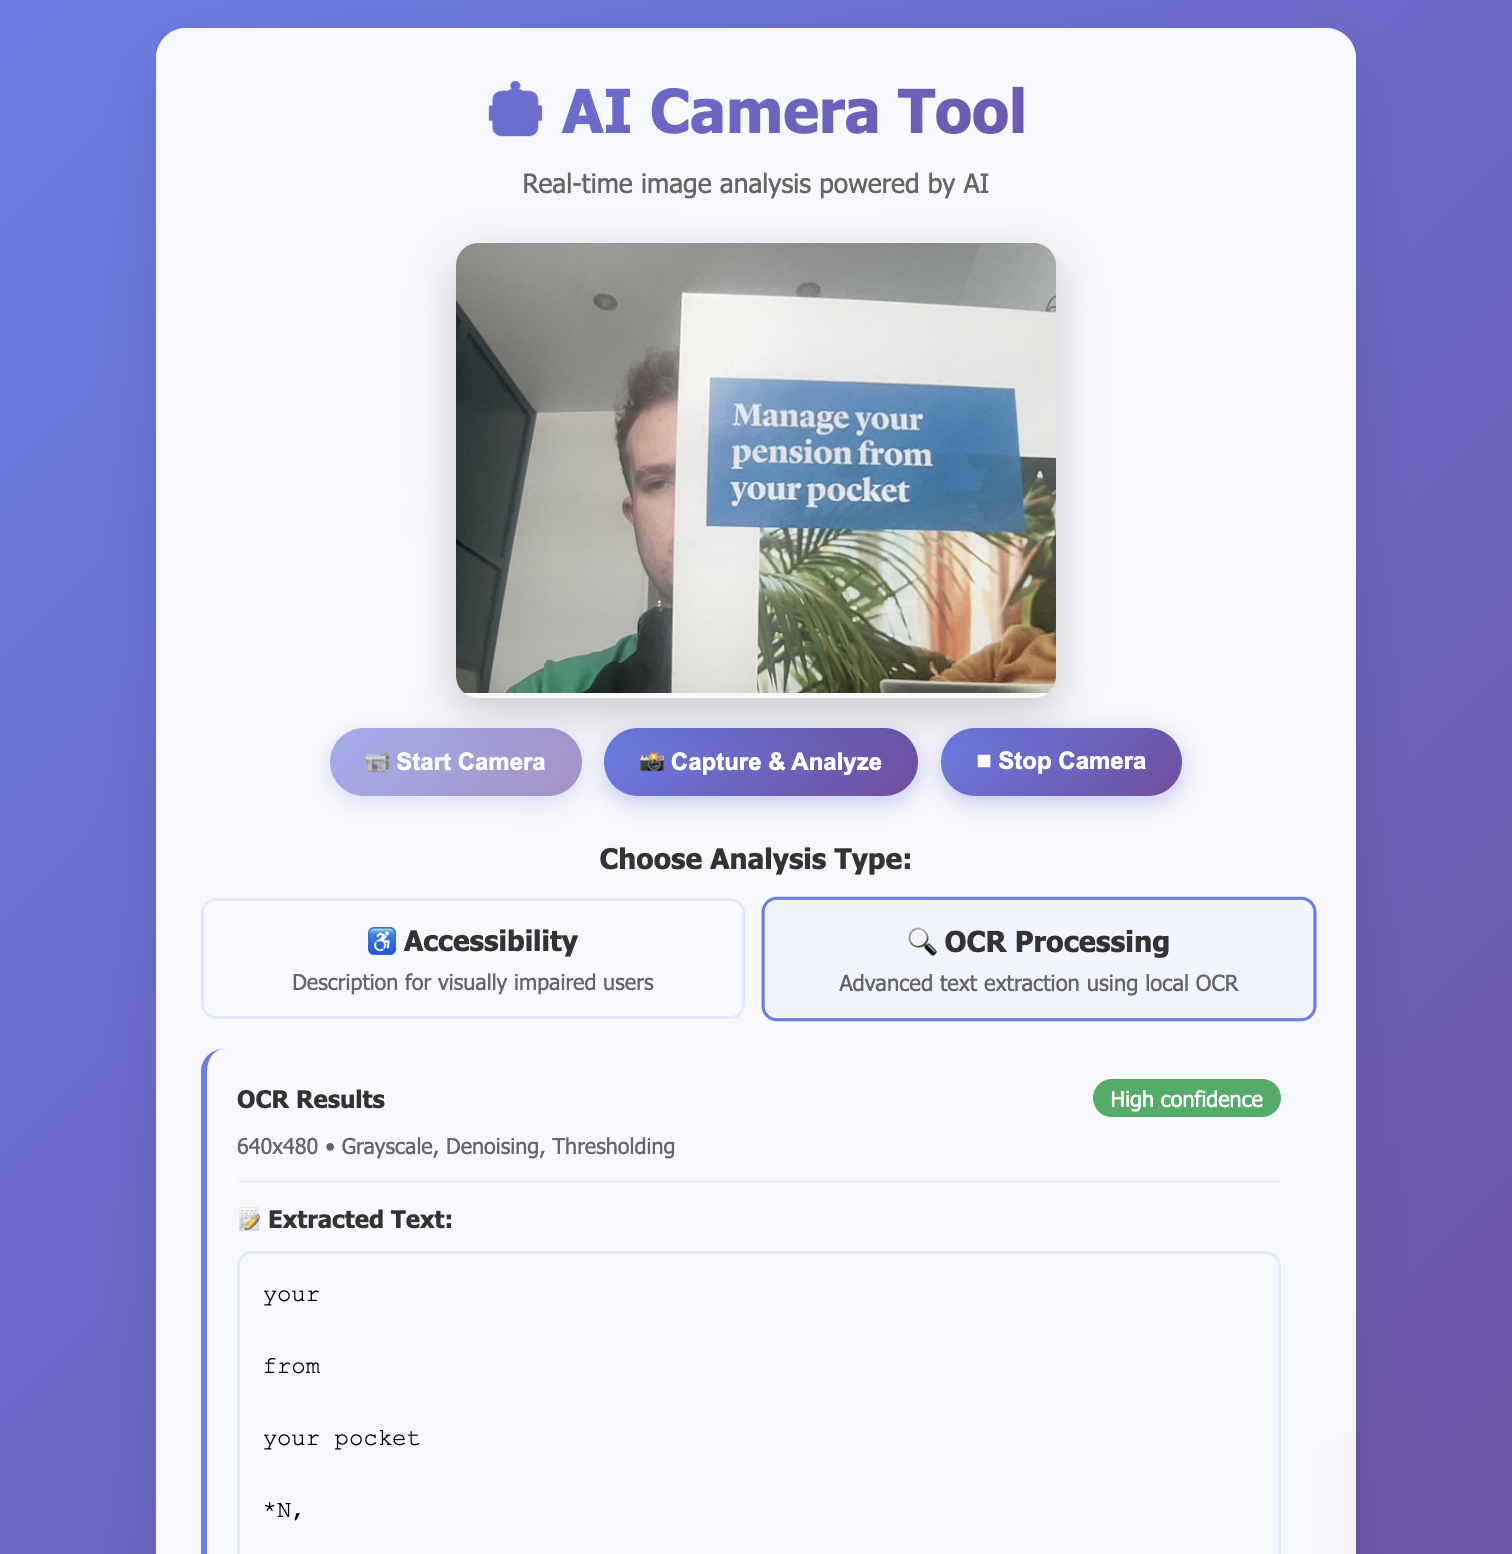 AI Camera Tool
Real-time image analysis powered by AI
Manage your
pension from
your pocket
Start Camera
Capture & Analyze
Stop Camera
Choose Analysis Type:
Accessibility
Description for visually impaired users
OCR Processing
Advanced text extraction using local OCR
OCR Results
High confidence
640x480 • Grayscale, Denoising, Thresholding
Extracted Text:
your
from
your pocket
*N,